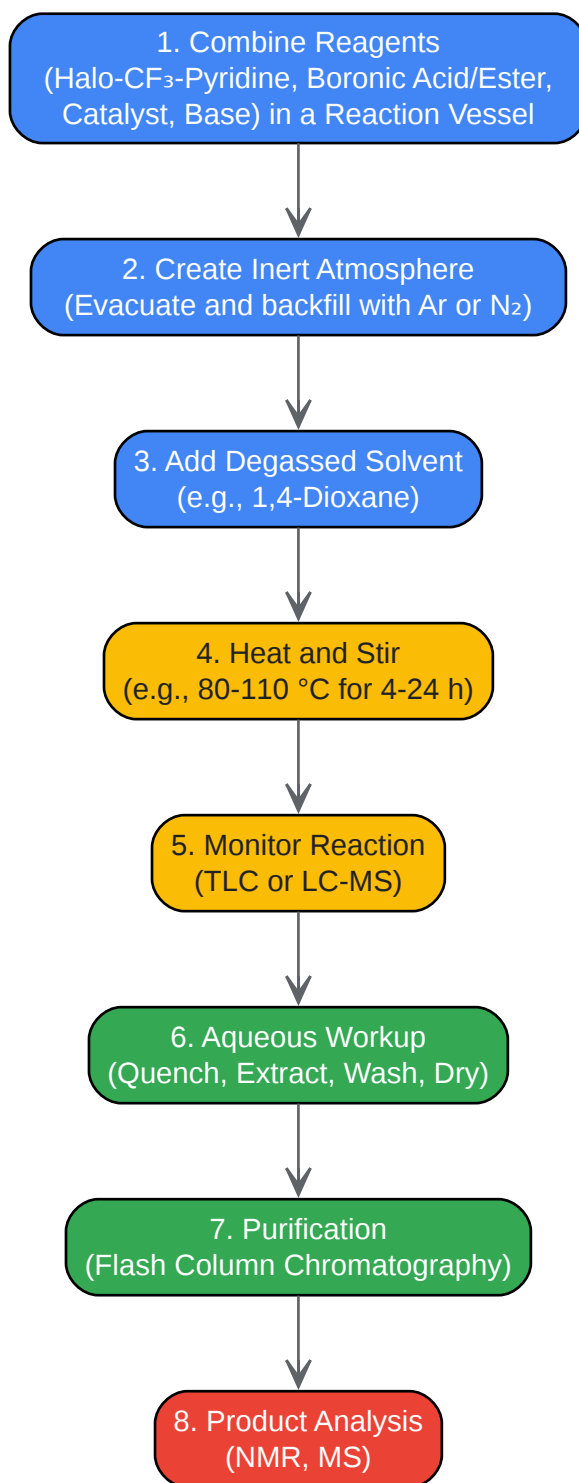 1. Combine Reagents
(Halo-CF₃-Pyridine, Boronic Acid/Ester,
Catalyst, Base) in a Reaction Vessel
2. Create Inert Atmosphere
(Evacuate and backfill with Ar or N₂)
3. Add Degassed Solvent
(e.g., 1,4-Dioxane)
4. Heat and Stir
(e.g., 80-110 °C for 4-24 h)
5. Monitor Reaction
(TLC or LC-MS)
6. Aqueous Workup
(Quench, Extract, Wash, Dry)
7. Purification
(Flash Column Chromatography)
8. Product Analysis
(NMR, MS)